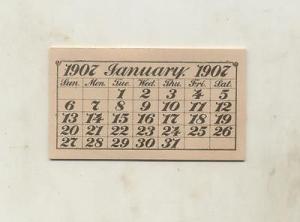 1907 January. 1907
Sun. Mon. Tue. Wed. Thu. Fri. Sat.
1 2 3 4 5
6 7 8 9 10 11 12
13 14 15 16 17 18 19
20 21 22 23 24 25 26
27 28 29 30 31